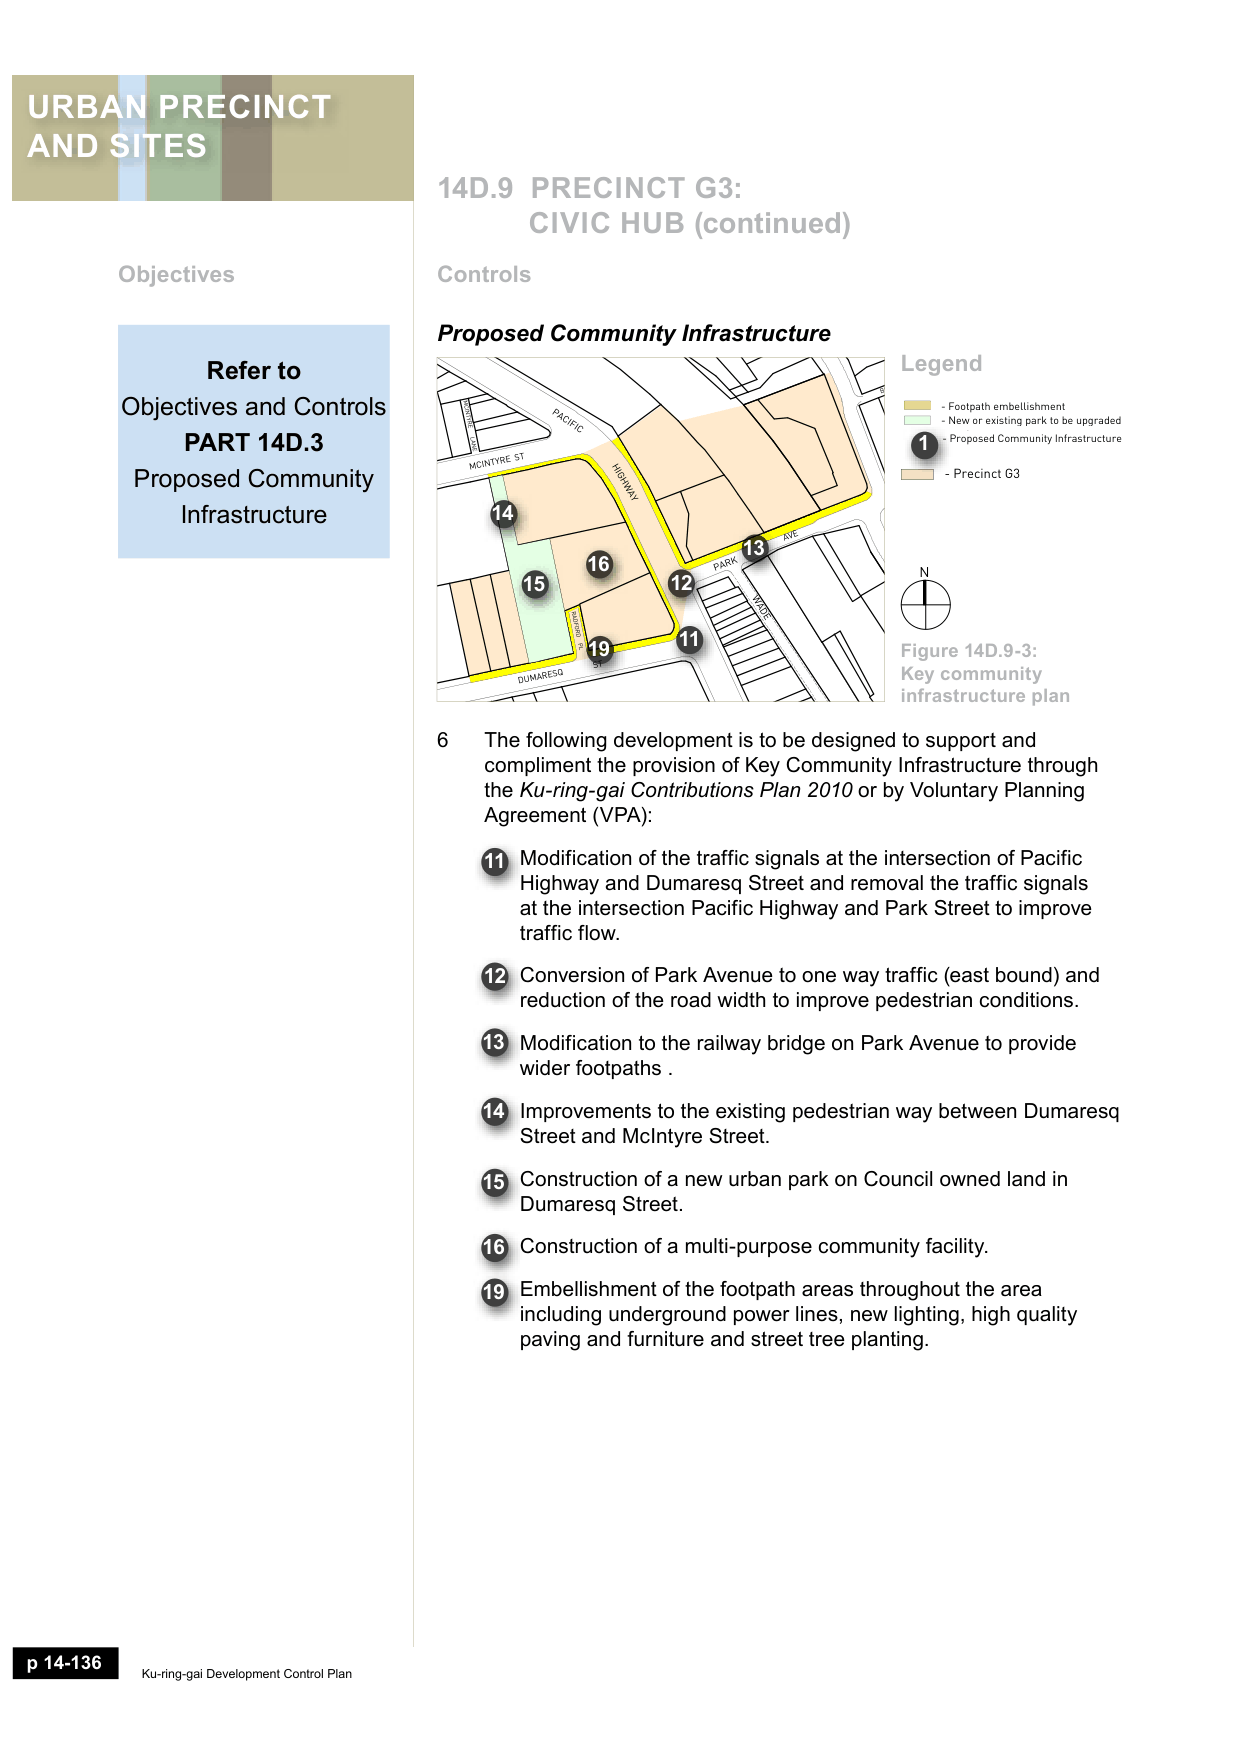 URBAN PRECINCT
AND SITES
14D.9 PRECINCT G3:
CIVIC HUB (continued)
Objectives
Controls
Refer to
Objectives and Controls
PART 14D.3
Proposed Community
Infrastructure
Proposed Community Infrastructure
MCINTYRE LANE
PACIFIC
MCINTYRE ST
HIGHWAY
14
16
15
13
AVE
PARK
12
WADE
RADFORD PL
19
11
ST
DUMARESQ
Legend
- Footpath embellishment
- New or existing park to be upgraded
1 - Proposed Community Infrastructure
- Precinct G3
N
Figure 14D.9-3:
Key community
infrastructure plan
6 The following development is to be designed to support and
compliment the provision of Key Community Infrastructure through
the Ku-ring-gai Contributions Plan 2010 or by Voluntary Planning
Agreement (VPA):
11 Modification of the traffic signals at the intersection of Pacific
Highway and Dumaresq Street and removal the traffic signals
at the intersection Pacific Highway and Park Street to improve
traffic flow.
12 Conversion of Park Avenue to one way traffic (east bound) and
reduction of the road width to improve pedestrian conditions.
13 Modification to the railway bridge on Park Avenue to provide
wider footpaths .
14 Improvements to the existing pedestrian way between Dumaresq
Street and McIntyre Street.
15 Construction of a new urban park on Council owned land in
Dumaresq Street.
16 Construction of a multi-purpose community facility.
19 Embellishment of the footpath areas throughout the area
including underground power lines, new lighting, high quality
paving and furniture and street tree planting.
p 14-136
Ku-ring-gai Development Control Plan